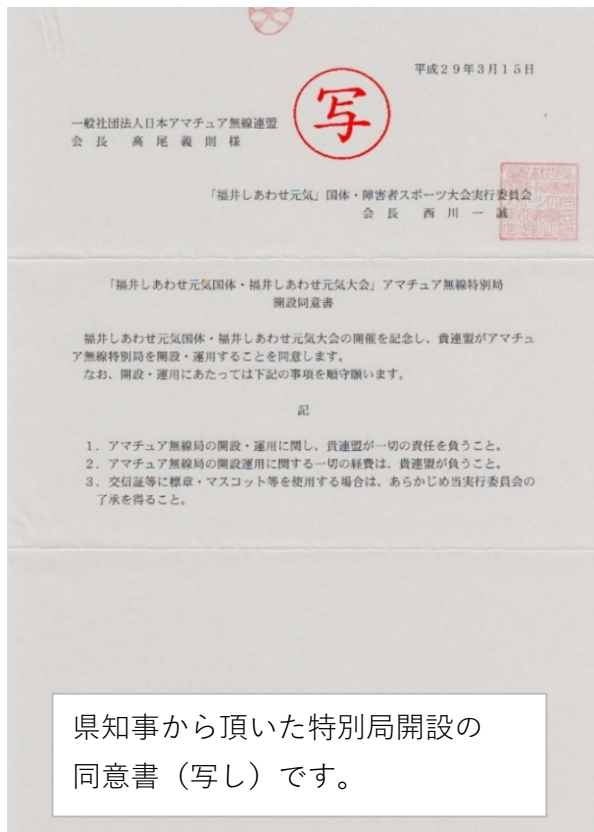 平成29年3月15日
写
一般社団法人日本アマチュア無線連盟
会長 髙尾義則様
「福井しあわせ元気」国体・障害者スポーツ大会実行委員会
会長 西川一誠
「福井しあわせ元気国体・福井しあわせ元気大会」アマチュア無線特別局
開設同意書
福井しあわせ元気国体・福井しあわせ元気大会の開催を記念し、貴連盟がアマチュ
ア無線特別局を開設・運用することを同意します。
なお、開設・運用にあたっては下記の事項を順守願います。
記
1．アマチュア無線局の開設・運用に関し、貴連盟が一切の責任を負うこと。
2．アマチュア無線局の開設運用に関する一切の経費は、貴連盟が負うこと。
3．交信証等に標章・マスコット等を使用する場合は、あらかじめ当実行委員会の
了承を得ること。
県知事から頂いた特別局開設の
同意書（写し）です。